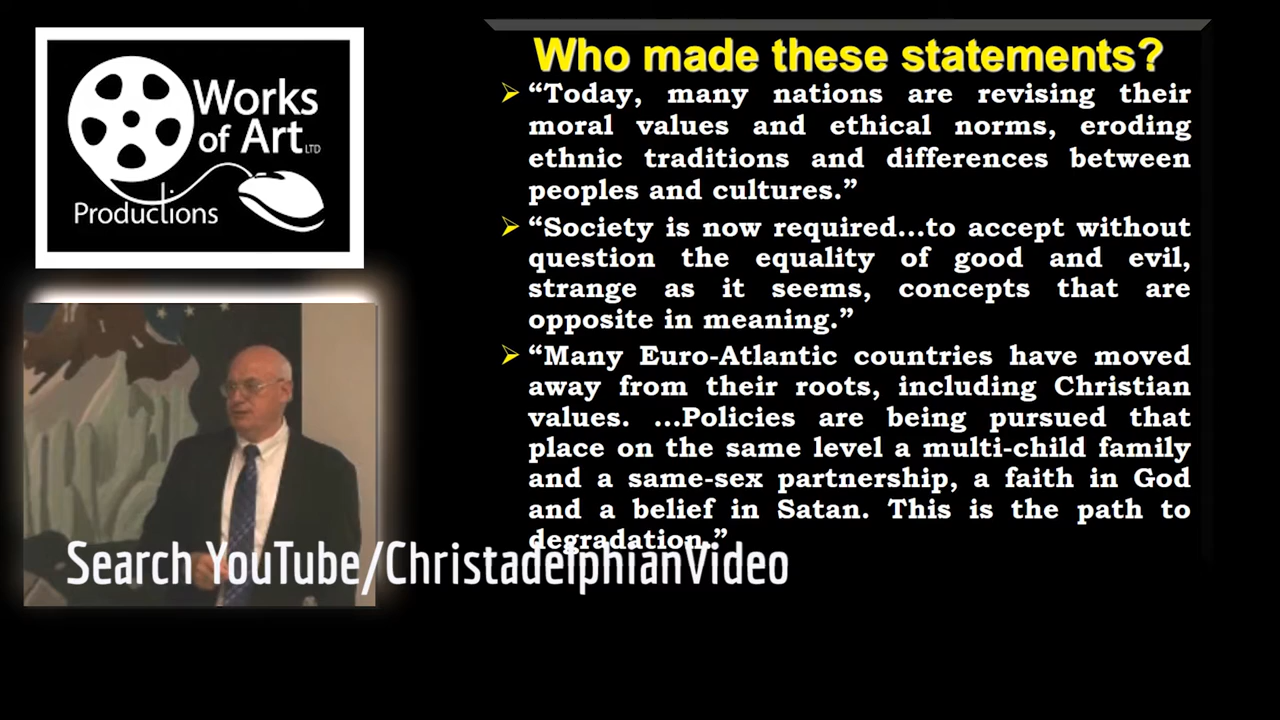 Works
of Art LTD
Productions
Who made these statements?
“Today, many nations are revising their
moral values and ethical norms, eroding
ethnic traditions and differences between
peoples and cultures.”
“Society is now required...to accept without
question the equality of good and evil,
strange as it seems, concepts that are
opposite in meaning.”
“Many Euro-Atlantic countries have moved
away from their roots, including Christian
values. ...Policies are being pursued that
place on the same level a multi-child family
and a same-sex partnership, a faith in God
and a belief in Satan. This is the path to
degradation.”
Search YouTube/ChristadelphianVideo